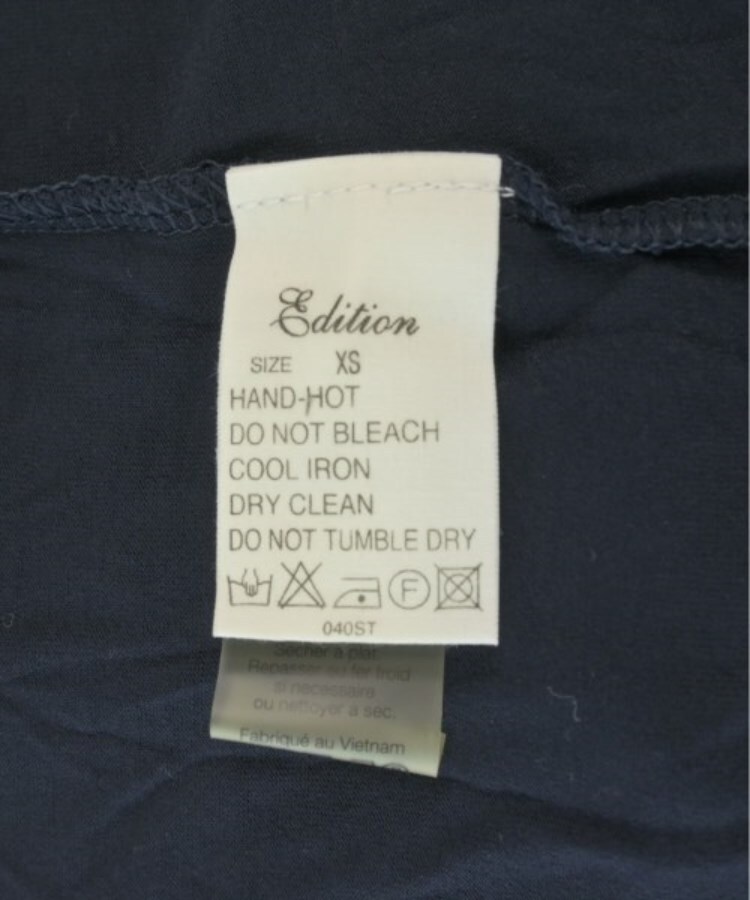 Edition
SIZE XS
HAND-HOT
DO NOT BLEACH
COOL IRON
DRY CLEAN
DO NOT TUMBLE DRY
F
040ST
Sécher à plat.
Repasser au fer froid
si nécessaire
ou nettoyer à sec.
Fabriqué au Vietnam